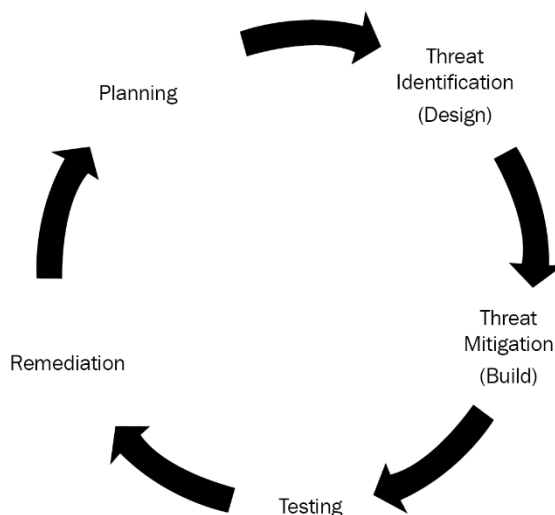 Planning
Threat
Identification
(Design)
Threat
Mitigation
(Build)
Testing
Remediation